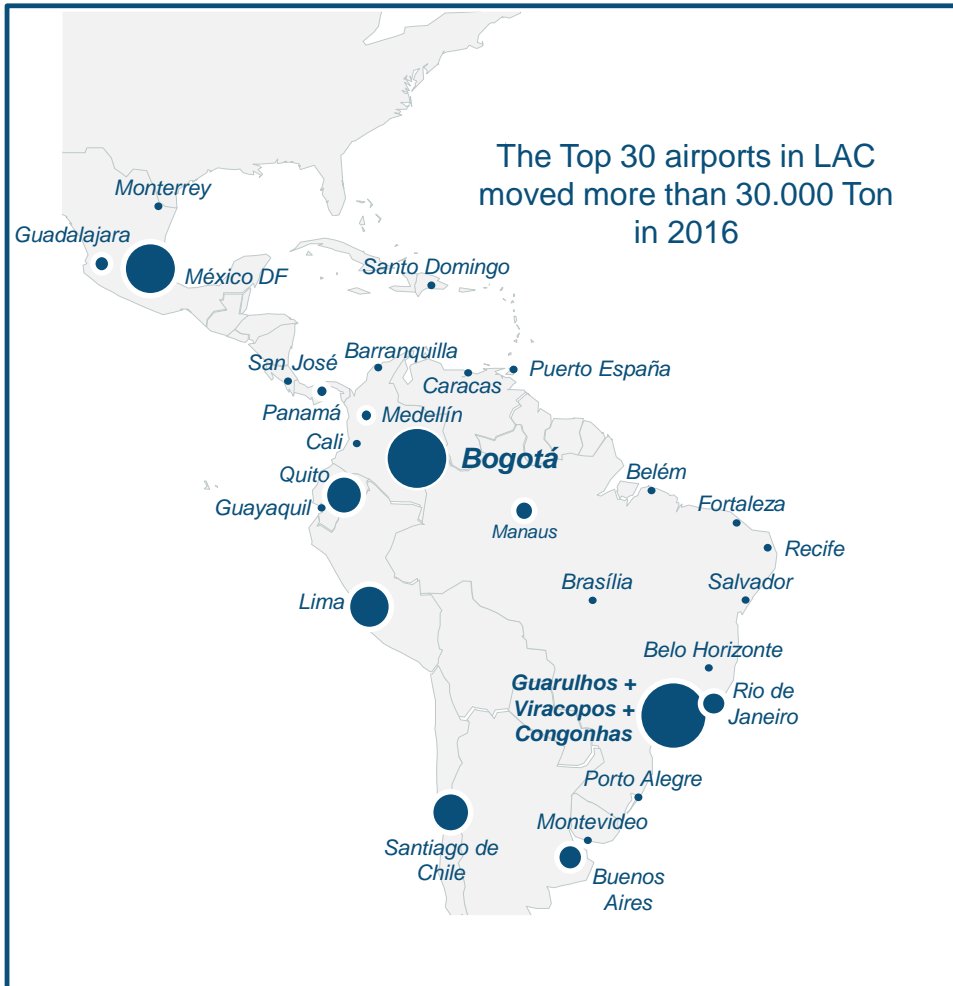 The Top 30 airports in LAC
moved more than 30.000 Ton
in 2016
Monterrey
Guadalajara
México DF
Santo Domingo
Barranquilla
San José
Caracas
Puerto España
Panamá
Medellín
Cali
Bogotá
Quito
Belém
Guayaquil
Fortaleza
Manaus
Recife
Brasília
Salvador
Lima
Belo Horizonte
Guarulhos +
Viracopos +
Congonhas
Rio de
Janeiro
Porto Alegre
Montevideo
Santiago de
Chile
Buenos
Aires